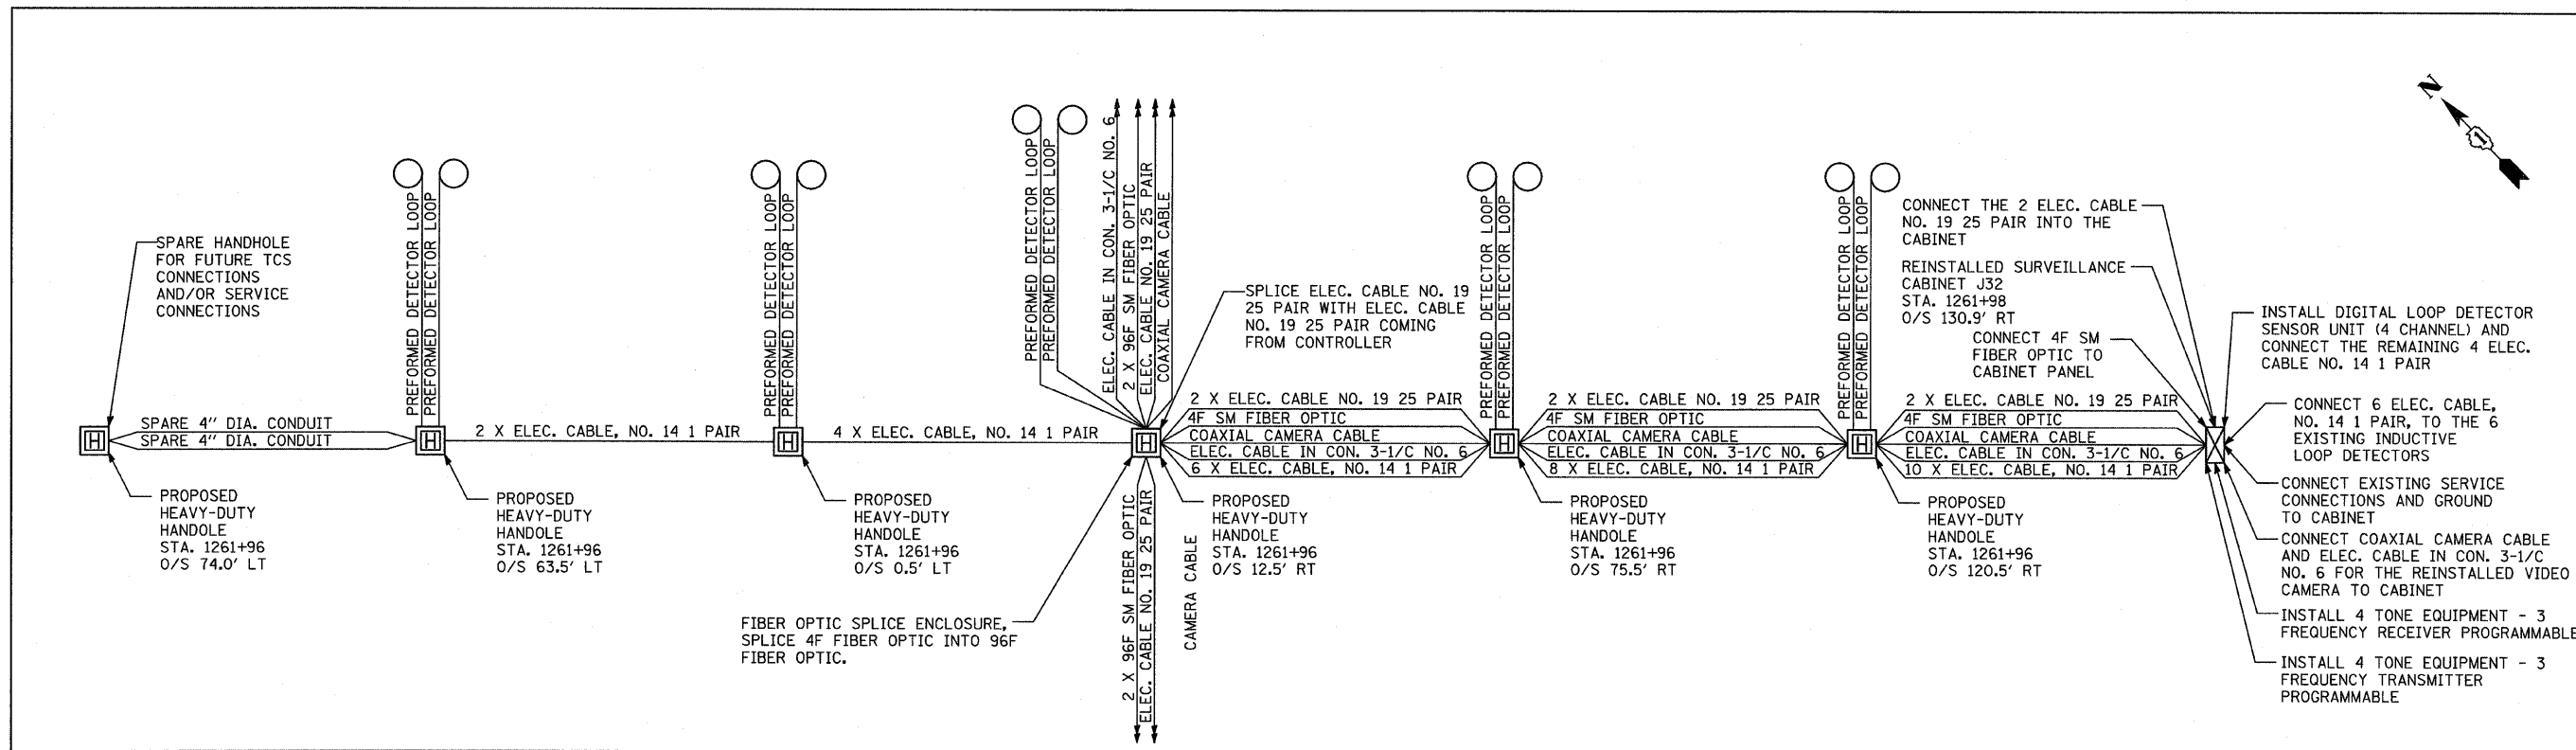 N
1
SPARE HANDHOLE
FOR FUTURE TCS
CONNECTIONS
AND/OR SERVICE
CONNECTIONS
SPARE 4" DIA. CONDUIT
SPARE 4" DIA. CONDUIT
H
PROPOSED
HEAVY-DUTY
HANDOLE
STA. 1261+96
O/S 74.0' LT
PREFORMED DETECTOR LOOP
PREFORMED DETECTOR LOOP
H
PROPOSED
HEAVY-DUTY
HANDOLE
STA. 1261+96
O/S 63.5' LT
2 X ELEC. CABLE, NO. 14 1 PAIR
PREFORMED DETECTOR LOOP
PREFORMED DETECTOR LOOP
H
PROPOSED
HEAVY-DUTY
HANDOLE
STA. 1261+96
O/S 0.5' LT
4 X ELEC. CABLE, NO. 14 1 PAIR
PREFORMED DETECTOR LOOP
PREFORMED DETECTOR LOOP
ELEC. CABLE IN CON. 3-1/C NO. 6
2 X 96F SM FIBER OPTIC
ELEC. CABLE NO. 19 25 PAIR
COAXIAL CAMERA CABLE
SPLICE ELEC. CABLE NO. 19
25 PAIR WITH ELEC. CABLE
NO. 19 25 PAIR COMING
FROM CONTROLLER
H
FIBER OPTIC SPLICE ENCLOSURE,
SPLICE 4F FIBER OPTIC INTO 96F
FIBER OPTIC.
2 X 96F SM FIBER OPTIC
ELEC. CABLE NO. 19 25 PAIR
CAMERA CABLE
PROPOSED
HEAVY-DUTY
HANDOLE
STA. 1261+96
O/S 12.5' RT
2 X ELEC. CABLE NO. 19 25 PAIR
4F SM FIBER OPTIC
COAXIAL CAMERA CABLE
ELEC. CABLE IN CON. 3-1/C NO. 6
6 X ELEC. CABLE, NO. 14 1 PAIR
PREFORMED DETECTOR LOOP
PREFORMED DETECTOR LOOP
H
PROPOSED
HEAVY-DUTY
HANDOLE
STA. 1261+96
O/S 75.5' RT
2 X ELEC. CABLE NO. 19 25 PAIR
4F SM FIBER OPTIC
COAXIAL CAMERA CABLE
ELEC. CABLE IN CON. 3-1/C NO. 6
8 X ELEC. CABLE, NO. 14 1 PAIR
PREFORMED DETECTOR LOOP
PREFORMED DETECTOR LOOP
H
PROPOSED
HEAVY-DUTY
HANDOLE
STA. 1261+96
O/S 120.5' RT
2 X ELEC. CABLE NO. 19 25 PAIR
4F SM FIBER OPTIC
COAXIAL CAMERA CABLE
ELEC. CABLE IN CON. 3-1/C NO. 6
10 X ELEC. CABLE, NO. 14 1 PAIR
CONNECT THE 2 ELEC. CABLE
NO. 19 25 PAIR INTO THE
CABINET
REINSTALLED SURVEILLANCE
CABINET J32
STA. 1261+98
O/S 130.9' RT
CONNECT 4F SM
FIBER OPTIC TO
CABINET PANEL
INSTALL DIGITAL LOOP DETECTOR
SENSOR UNIT (4 CHANNEL) AND
CONNECT THE REMAINING 4 ELEC.
CABLE NO. 14 1 PAIR
CONNECT 6 ELEC. CABLE,
NO. 14 1 PAIR, TO THE 6
EXISTING INDUCTIVE
LOOP DETECTORS
CONNECT EXISTING SERVICE
CONNECTIONS AND GROUND
TO CABINET
CONNECT COAXIAL CAMERA CABLE
AND ELEC. CABLE IN CON. 3-1/C
NO. 6 FOR THE REINSTALLED VIDEO
CAMERA TO CABINET
INSTALL 4 TONE EQUIPMENT - 3
FREQUENCY RECEIVER PROGRAMMABLE
INSTALL 4 TONE EQUIPMENT - 3
FREQUENCY TRANSMITTER
PROGRAMMABLE